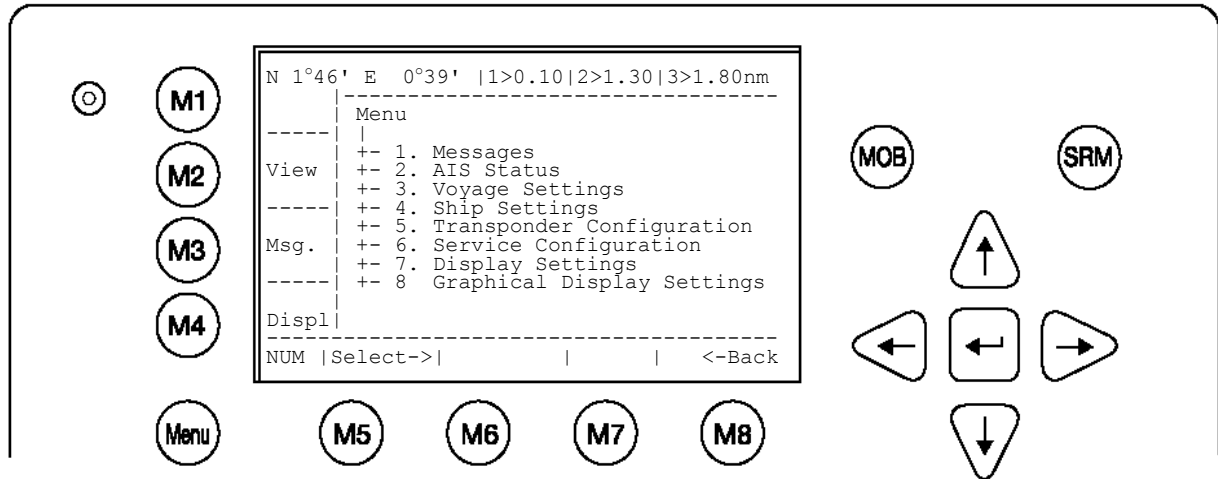 N 1°46' E 0°39' |1>0.10|2>1.30|3>1.80nm
M1
Menu
+- 1. Messages
M2
View
+- 2. AIS Status
+- 3. Voyage Settings
+- 4. Ship Settings
+- 5. Transponder Configuration
M3
Msg.
+- 6. Service Configuration
+- 7. Display Settings
+- 8 Graphical Display Settings
M4
Displ
NUM |Select->| | | <-Back
MOB
SRM
Menu
M5
M6
M7
M8